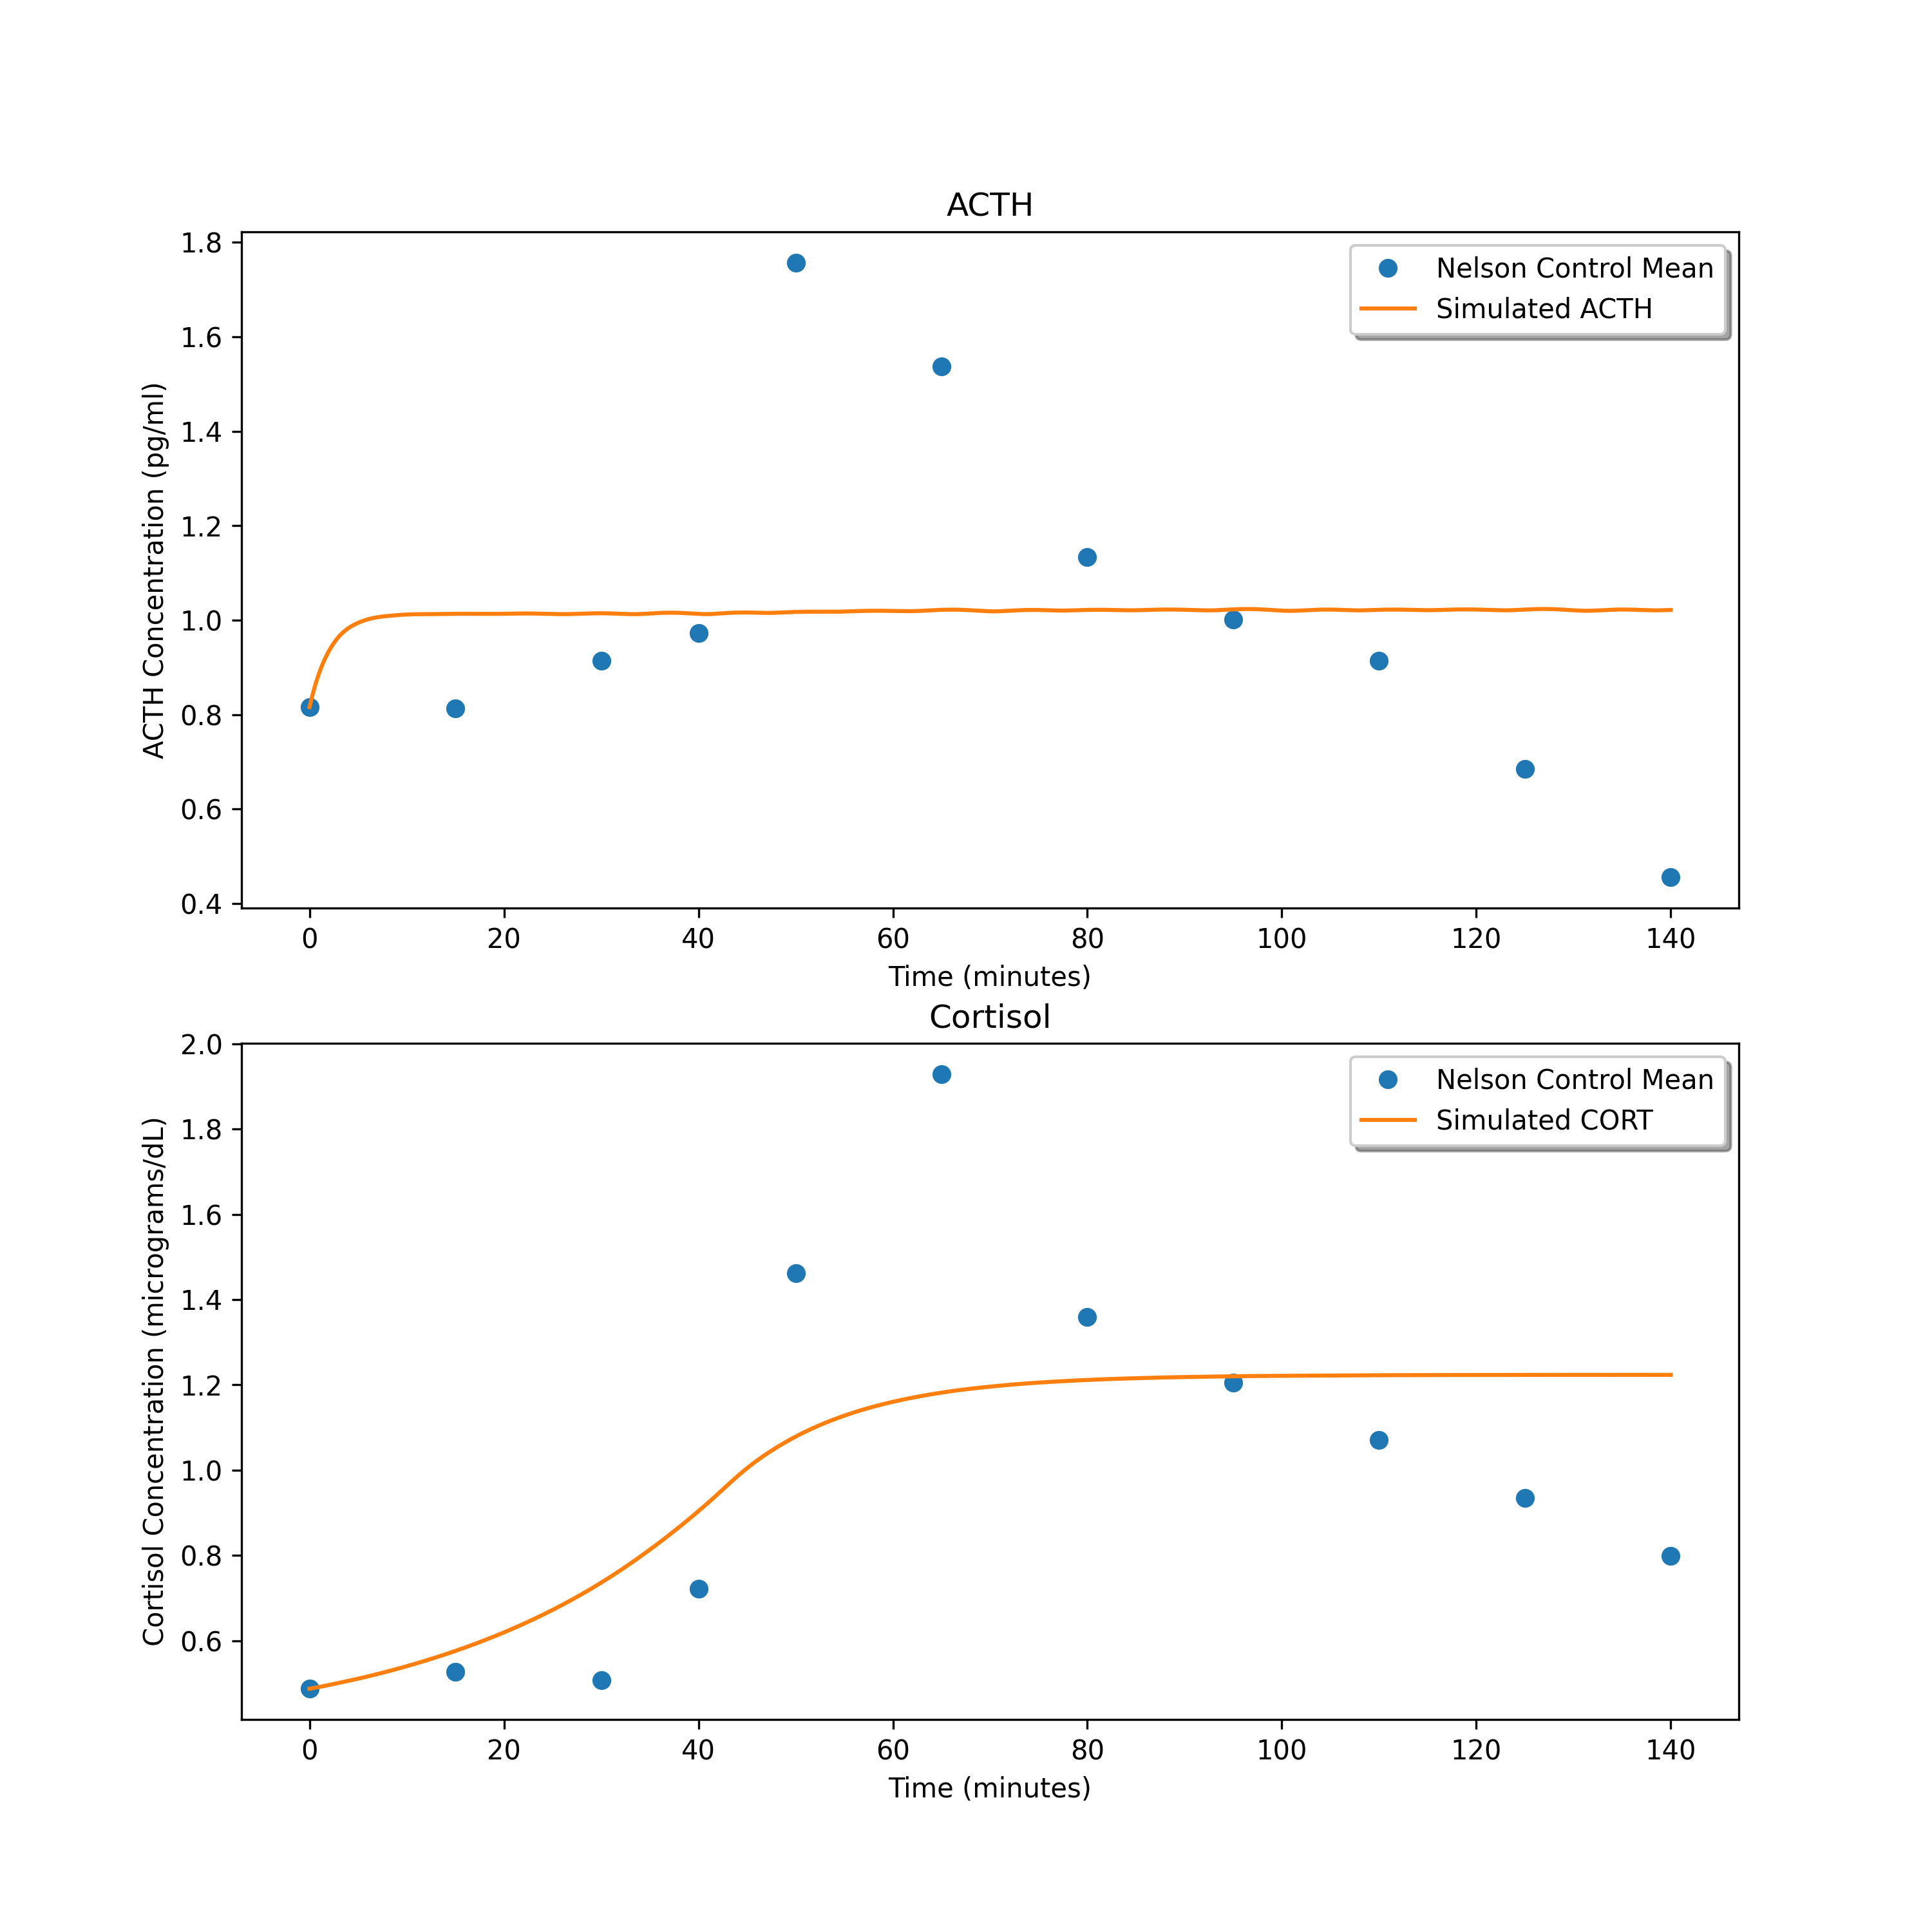 ACTH
1.8
1.6
1.4
1.2
1.0
0.8
0.6
0.4
ACTH Concentration (pg/ml)
Nelson Control Mean
Simulated ACTH
0 20 40 60 80 100 120 140
Time (minutes)
Cortisol
2.0
1.8
1.6
1.4
1.2
1.0
0.8
0.6
Cortisol Concentration (micrograms/dL)
Nelson Control Mean
Simulated CORT
0 20 40 60 80 100 120 140
Time (minutes)